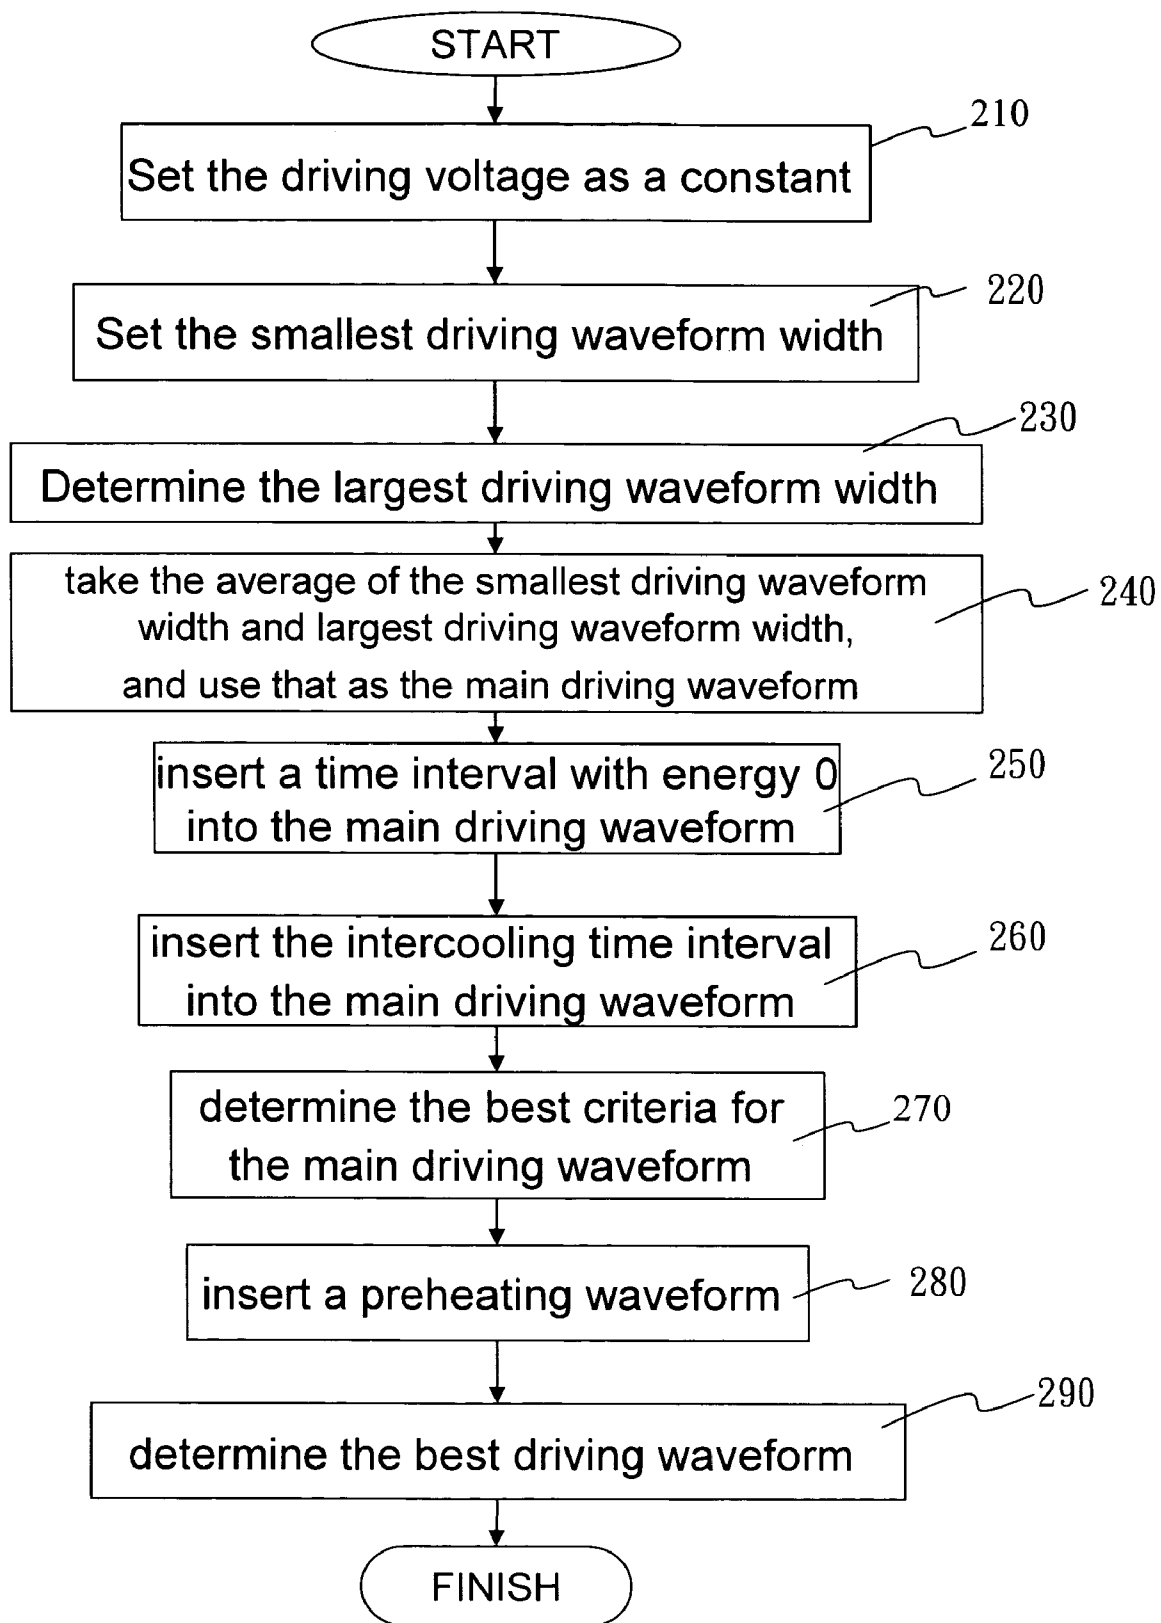 START
210
Set the driving voltage as a constant
220
Set the smallest driving waveform width
230
Determine the largest driving waveform width
take the average of the smallest driving waveform
width and largest driving waveform width,
and use that as the main driving waveform
240
insert a time interval with energy 0
into the main driving waveform
250
insert the intercooling time interval
into the main driving waveform
260
determine the best criteria for
the main driving waveform
270
insert a preheating waveform
280
290
determine the best driving waveform
FINISH